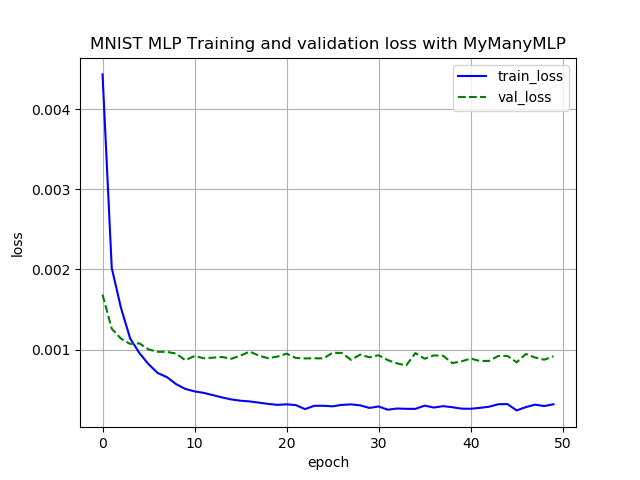 MNIST MLP Training and validation loss with MyManyMLP
train_loss
val_loss
0.004
0.003
0.002
0.001
loss
0
10
20
30
40
50
epoch